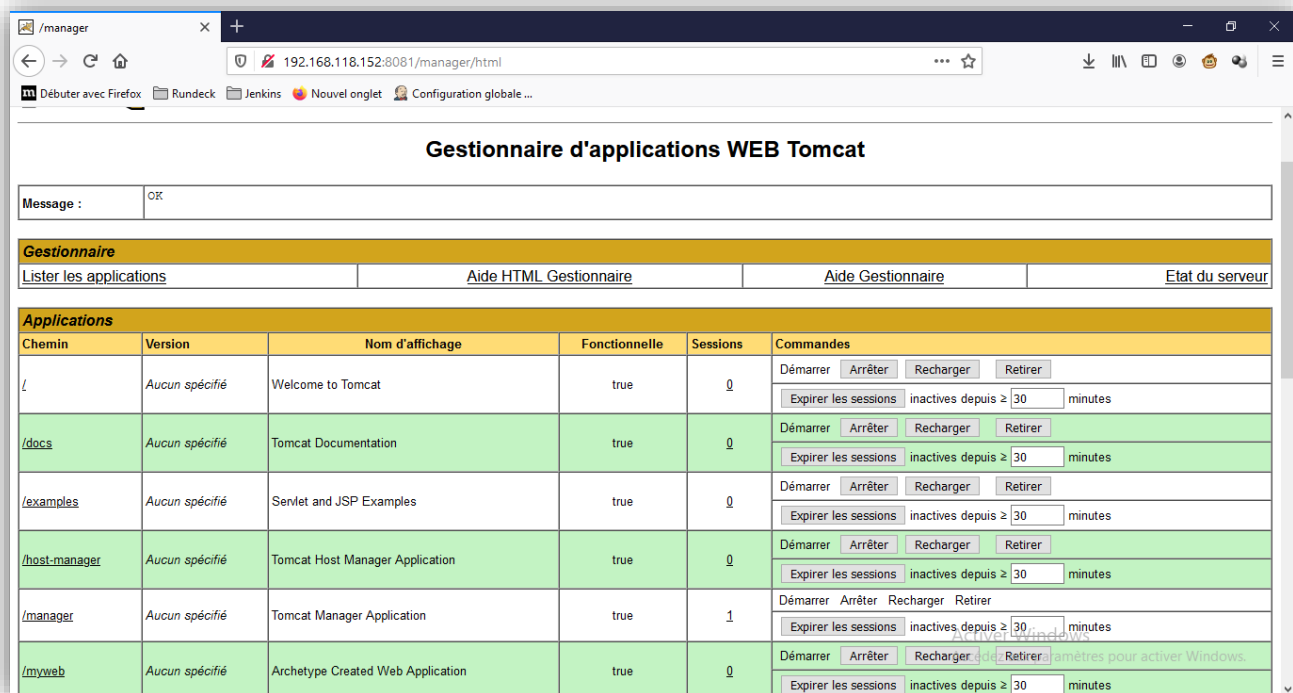 /manager
192.168.118.152:8081/manager/html
Débuter avec Firefox Rundeck Jenkins Nouvel onglet Configuration globale ...
Gestionnaire d'applications WEB Tomcat
Message : OK
Gestionnaire
Lister les applications Aide HTML Gestionnaire Aide Gestionnaire Etat du serveur
Applications
Chemin Version Nom d'affichage Fonctionnelle Sessions Commandes
/ Aucun spécifié Welcome to Tomcat true 0 Démarrer Arrêter Recharger Retirer
Expirer les sessions inactives depuis ≥ 30 minutes
/docs Aucun spécifié Tomcat Documentation true 0 Démarrer Arrêter Recharger Retirer
Expirer les sessions inactives depuis ≥ 30 minutes
/examples Aucun spécifié Servlet and JSP Examples true 0 Démarrer Arrêter Recharger Retirer
Expirer les sessions inactives depuis ≥ 30 minutes
/host-manager Aucun spécifié Tomcat Host Manager Application true 0 Démarrer Arrêter Recharger Retirer
Expirer les sessions inactives depuis ≥ 30 minutes
/manager Aucun spécifié Tomcat Manager Application true 1 Démarrer Arrêter Recharger Retirer
Expirer les sessions inactives depuis ≥ 30 minutes
Activer Windows
/myweb Aucun spécifié Archetype Created Web Application true 0 Démarrer Arrêter Recharger Retirer
paramètres pour activer Windows.
Expirer les sessions inactives depuis ≥ 30 minutes